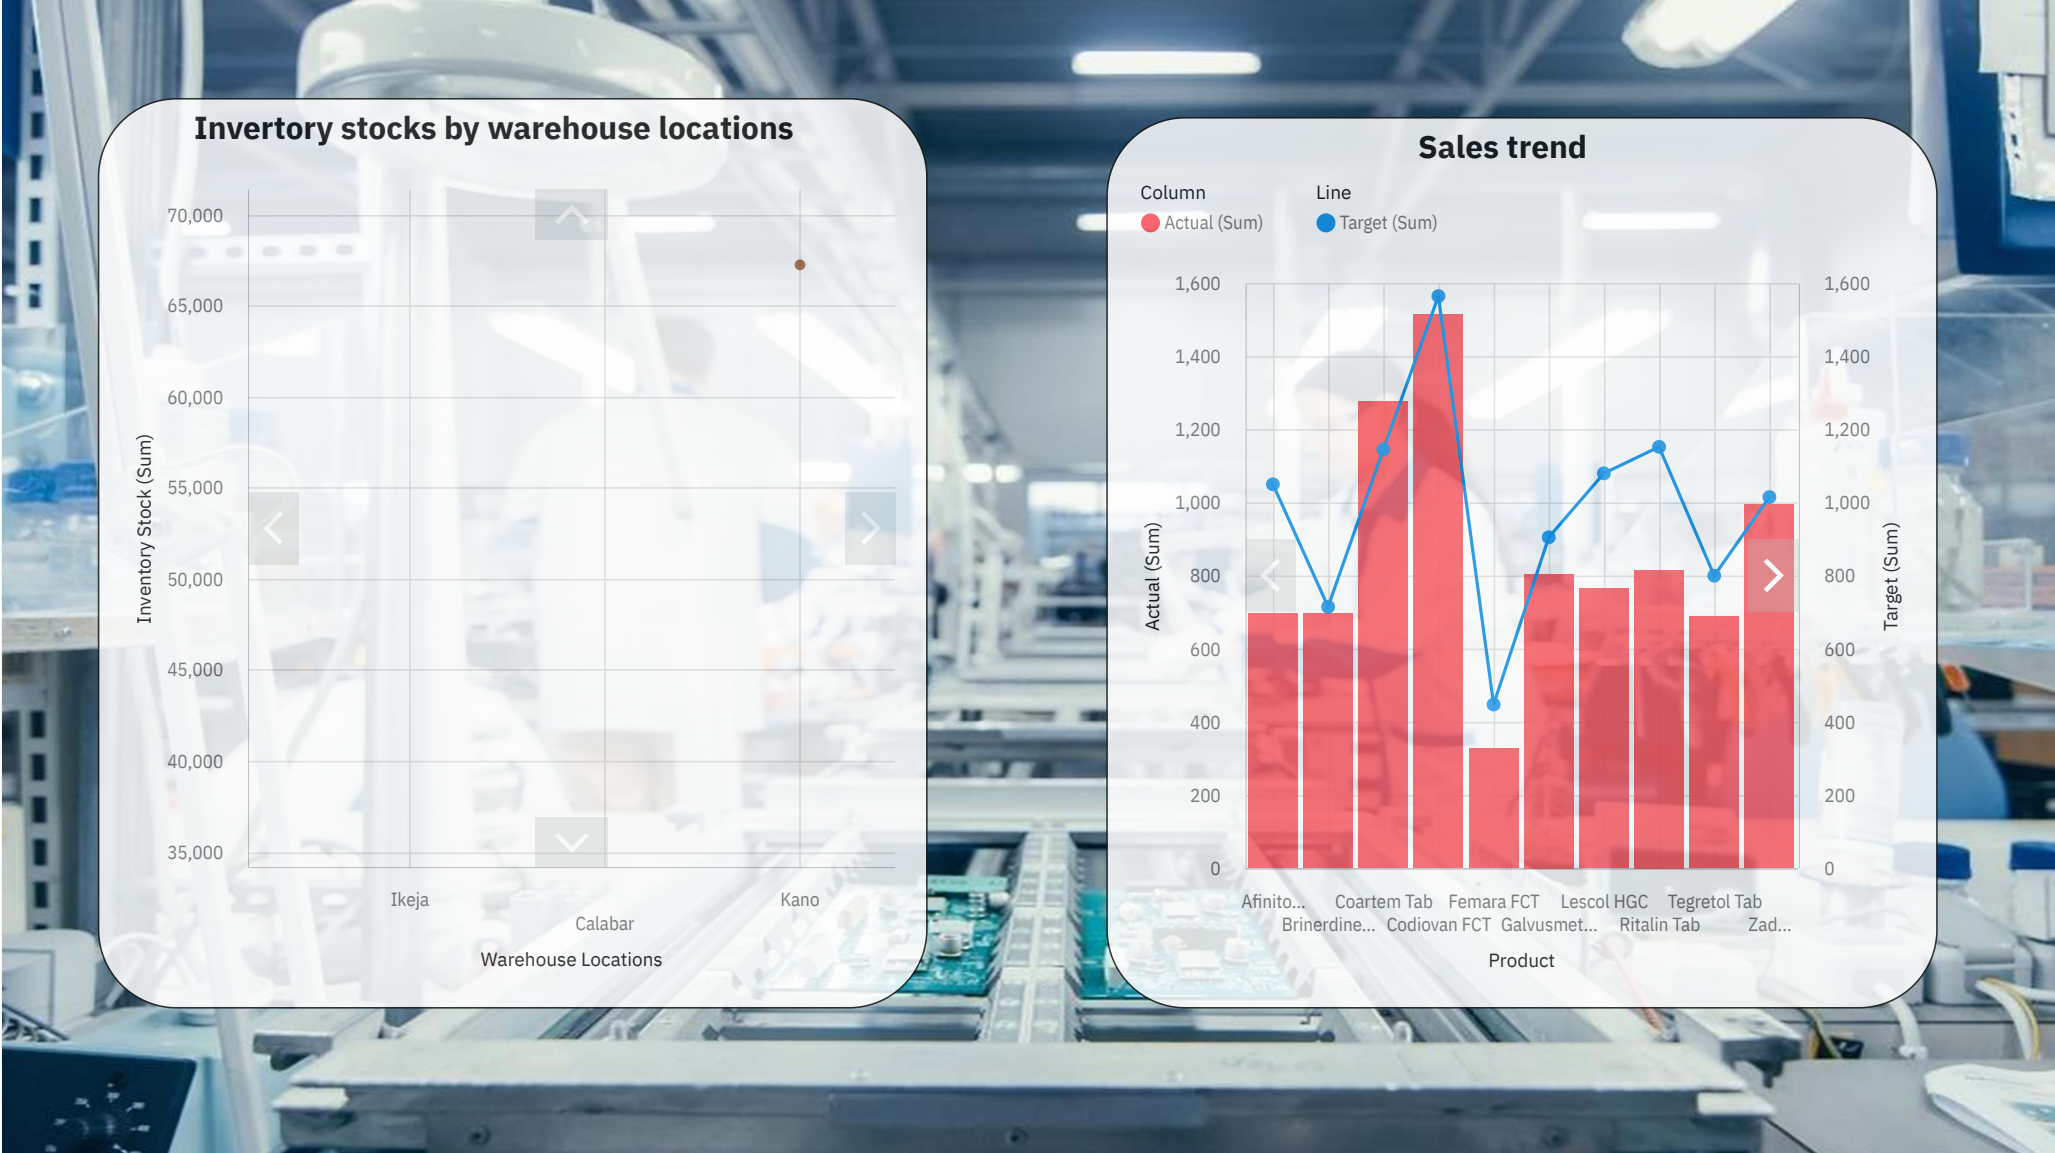 Invertory stocks by warehouse locations
70,000
65,000
60,000
55,000
50,000
45,000
40,000
35,000
Inventory Stock (Sum)
Ikeja
Calabar
Kano
Warehouse Locations
Sales trend
Column
Line
Actual (Sum)
Target (Sum)
1,600
1,400
1,200
1,000
800
600
400
200
0
Actual (Sum)
1,600
1,400
1,200
1,000
800
600
400
200
0
Target (Sum)
Afinito... Coartem Tab Femara FCT Lescol HGC Tegretol Tab
Brinerdine... Codiovan FCT Galvusmet... Ritalin Tab Zad...
Product